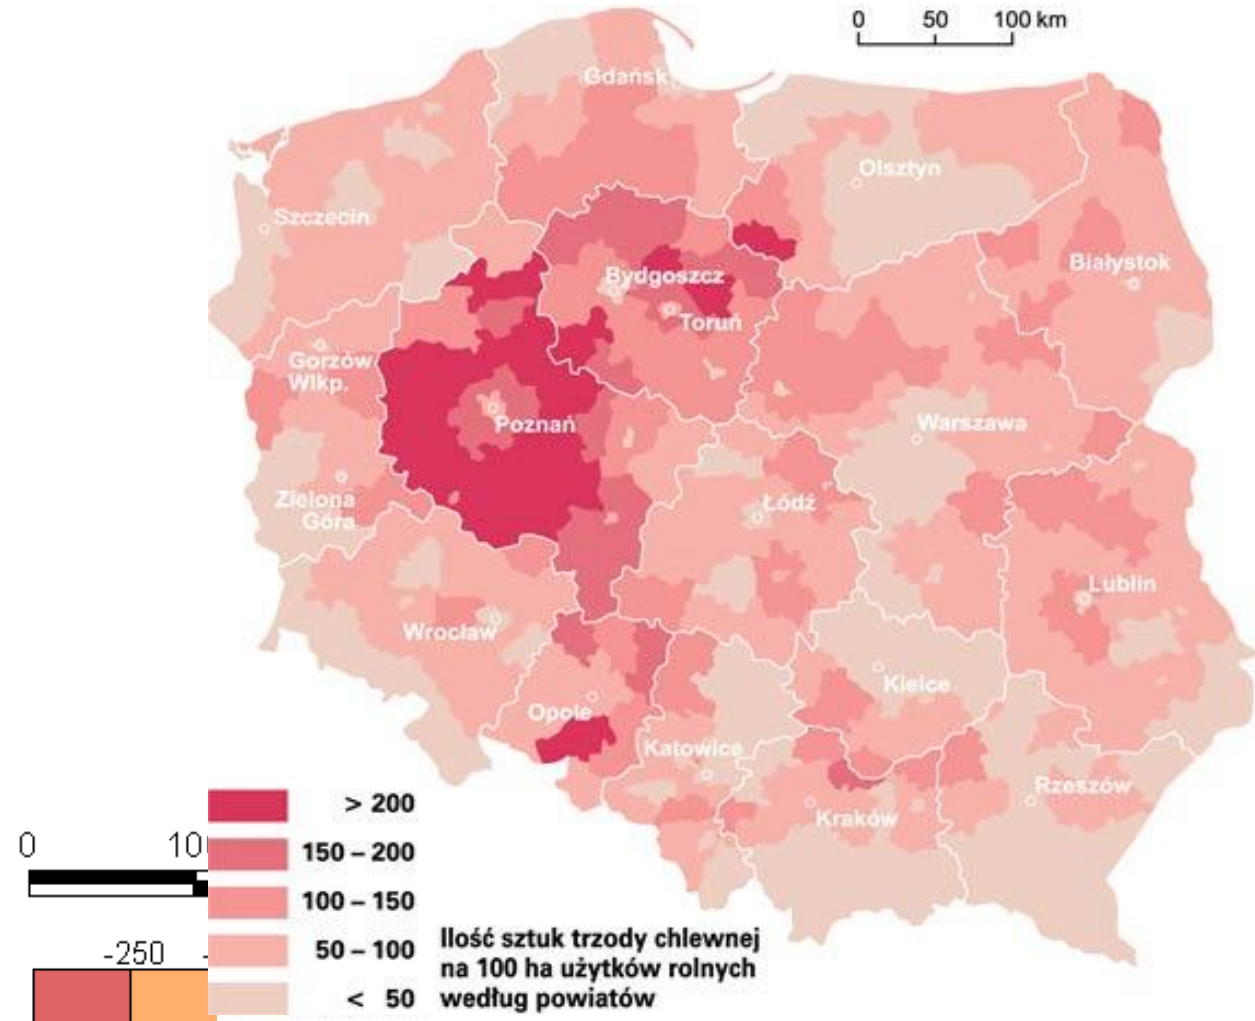 0 50 100 km
Gdańsk
Olsztyn
Szczecin
Białystok
Bydgoszcz
Toruń
Gorzów
Wlkp.
Poznań
Warszawa
Zielona
Góra
Łódź
Lublin
Wrocław
Kielce
Opole
Katowice
Rzeszów
Kraków
> 200
0
150 – 200
100 – 150
50 – 100
< 50
Ilość sztuk trzody chlewnej
na 100 ha użytków rolnych
według powiatów
-250